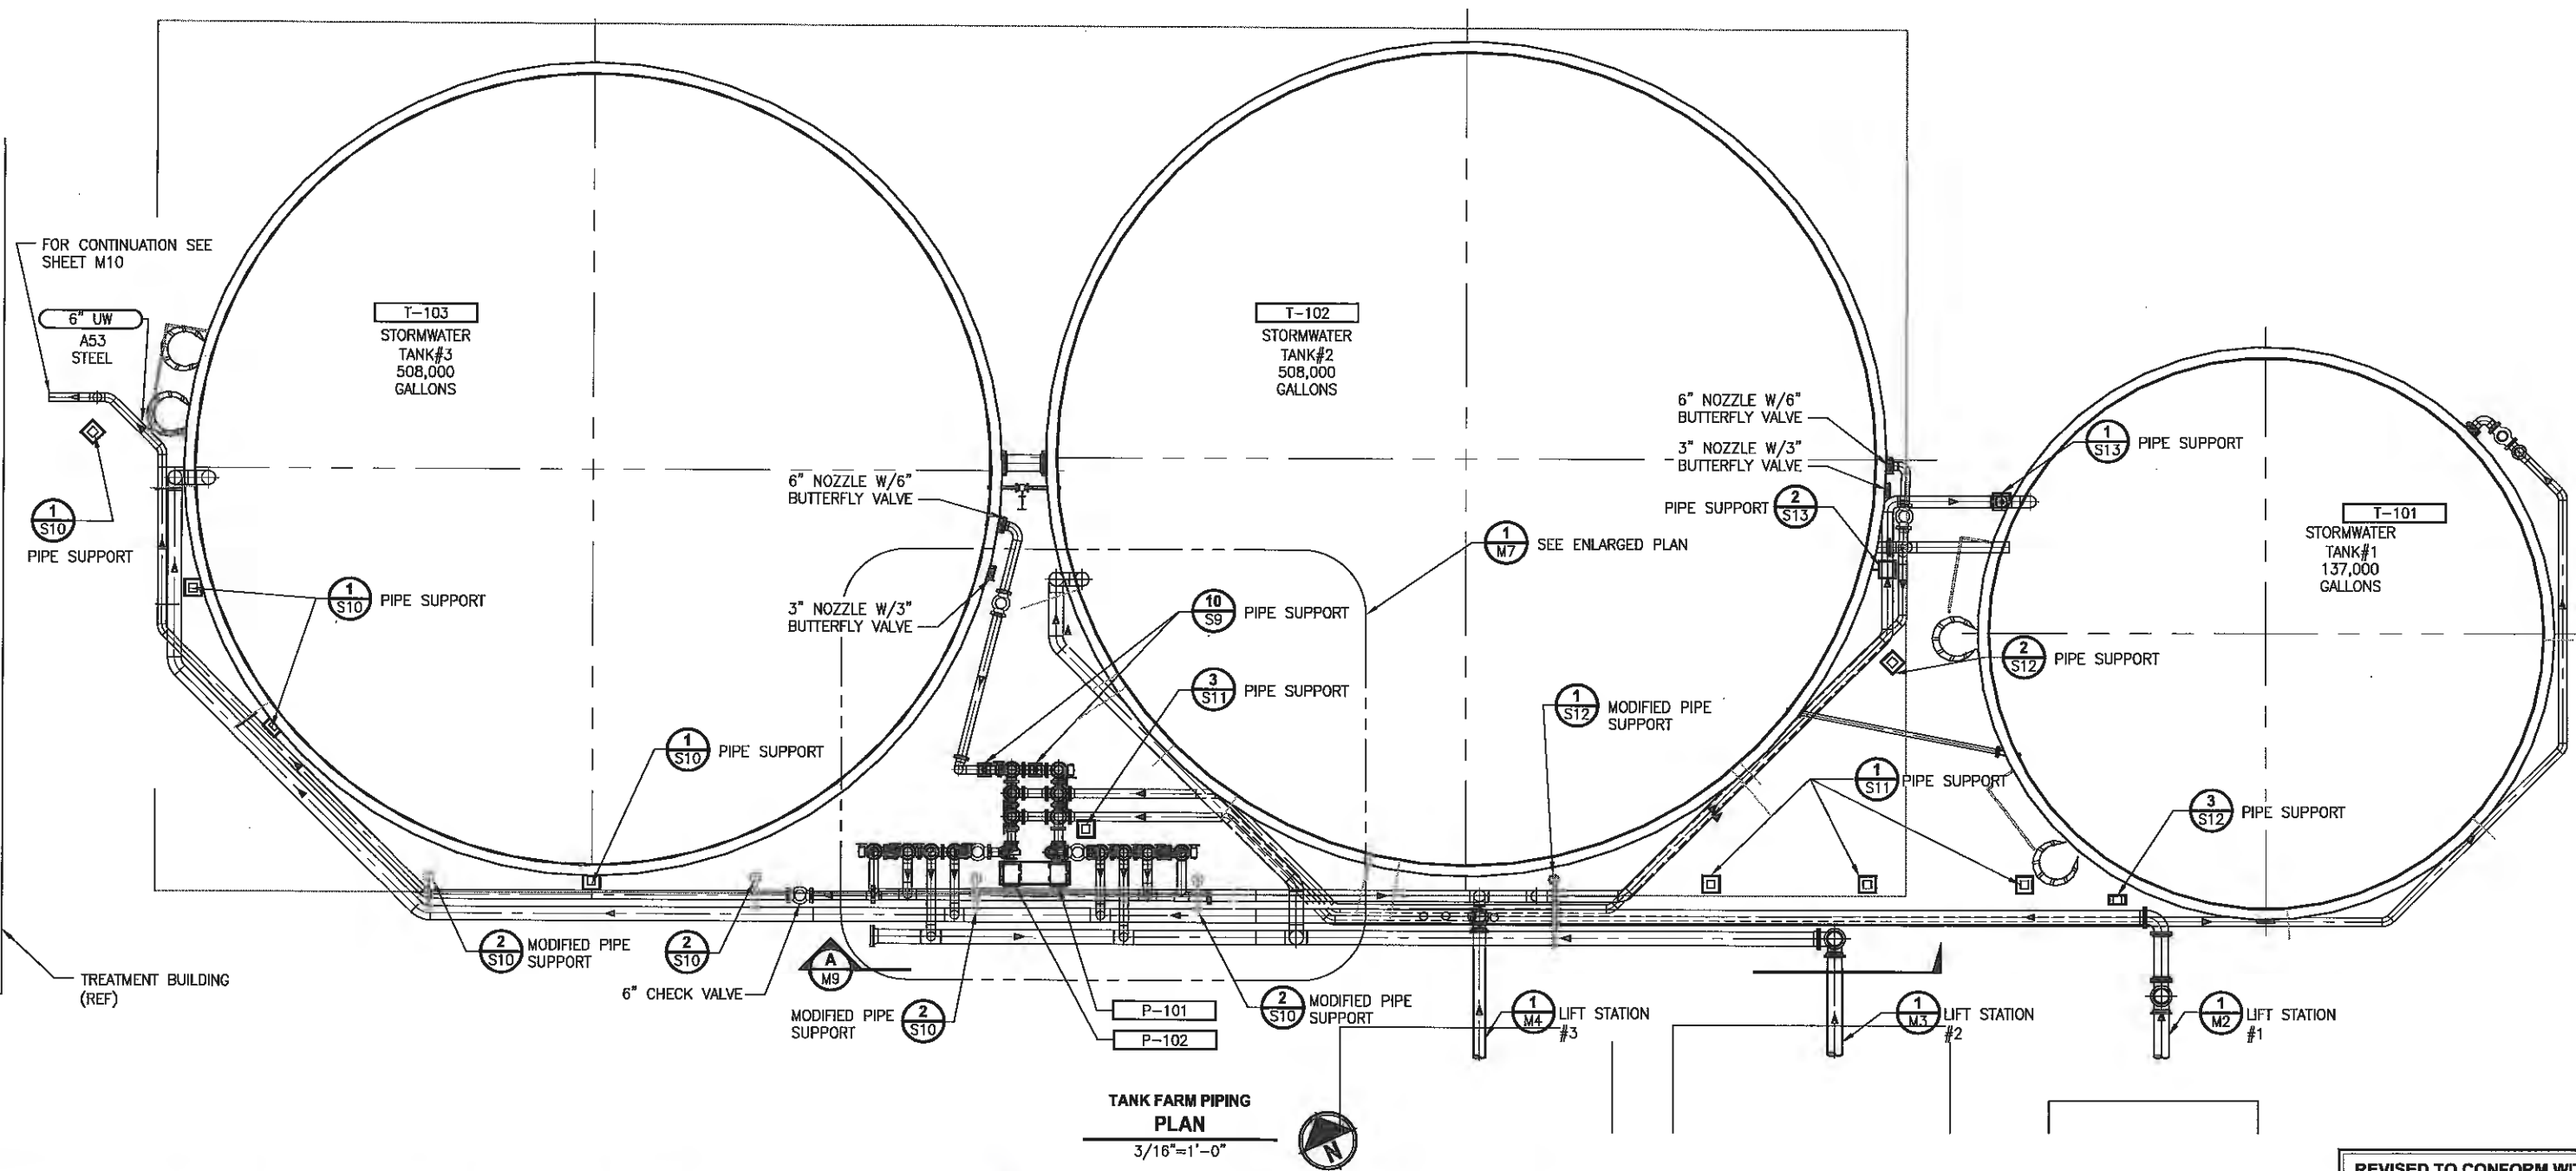 FOR CONTINUATION SEE
SHEET M10
6" UW
A53
STEEL
T-103
STORMWATER
TANK#3
508,000
GALLONS
T-102
STORMWATER
TANK#2
508,000
GALLONS
T-101
STORMWATER
TANK#1
137,000
GALLONS
6" NOZZLE W/6"
BUTTERFLY VALVE
3" NOZZLE W/3"
BUTTERFLY VALVE
PIPE SUPPORT
2
S13
1
S13
PIPE SUPPORT
6" NOZZLE W/6"
BUTTERFLY VALVE
3" NOZZLE W/3"
BUTTERFLY VALVE
1
S10
PIPE SUPPORT
1
S10
PIPE SUPPORT
1
M7
SEE ENLARGED PLAN
10
S9
PIPE SUPPORT
3
S11
PIPE SUPPORT
2
S12
PIPE SUPPORT
1
S12
MODIFIED PIPE
SUPPORT
1
S10
PIPE SUPPORT
1
S11
PIPE SUPPORT
3
S12
PIPE SUPPORT
TREATMENT BUILDING
(REF)
2
S10
MODIFIED PIPE
SUPPORT
2
S10
6" CHECK VALVE
A
M9
MODIFIED PIPE
SUPPORT
2
S10
P-101
P-102
2
S10
MODIFIED PIPE
SUPPORT
1
M4
LIFT STATION
#3
1
M3
LIFT STATION
#2
1
M2
LIFT STATION
#1
TANK FARM PIPING
PLAN
3/16"=1'-0"
N
REVISED TO CONFORM WIT